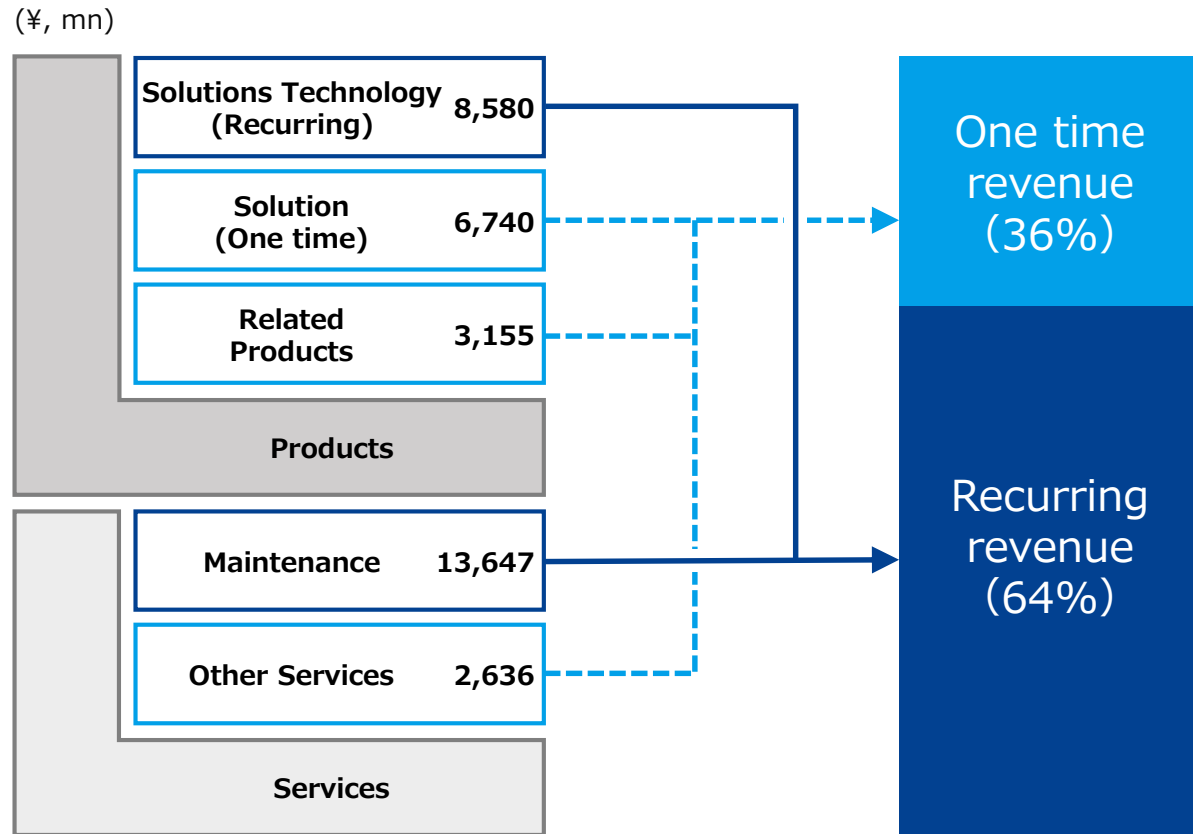 (¥, mn)
Solutions Technology
(Recurring)
8,580
Solution
(One time)
6,740
Related
Products
3,155
Products
Maintenance
13,647
Other Services
2,636
Services
One time
revenue
（36%）
Recurring
revenue
（64%）